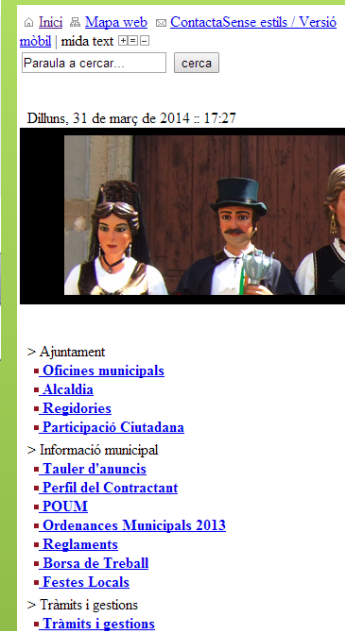 Inici Mapa web ContactaSense estils / Versió
mòbil | mida text
Paraula a cercar... cerca
Dilluns, 31 de març de 2014 :: 17:27
> Ajuntament
Oficines municipals
Alcaldia
Regidories
Participació Ciutadana
> Informació municipal
Tauler d'anuncis
Perfil del Contractant
POUM
Ordenances Municipals 2013
Reglaments
Borsa de Treball
Festes Locals
> Tràmits i gestions
Tràmits i gestions